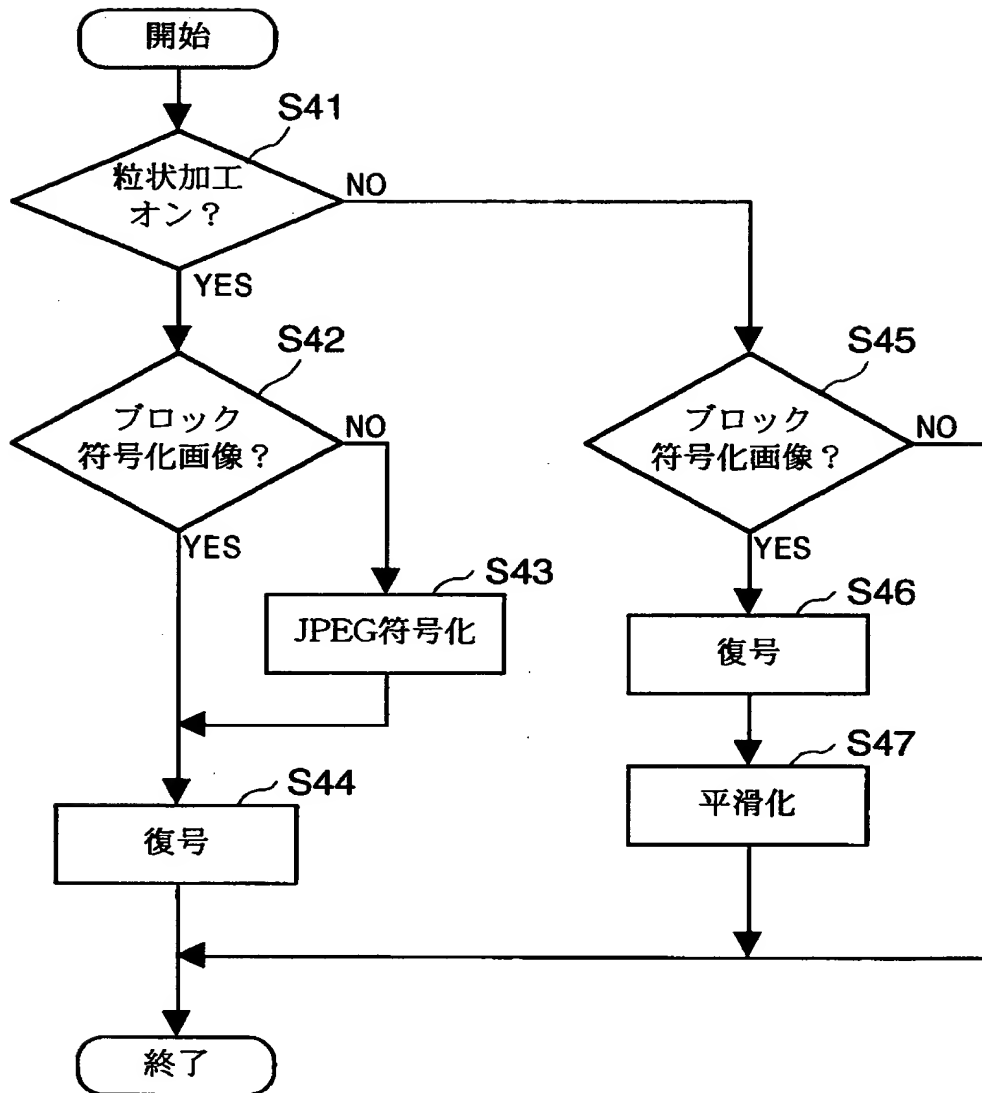 開始
S41
粒状加工
オン？
NO
YES
S42
ブロック
符号化画像？
NO
YES
S43
JPEG符号化
S44
復号
S45
ブロック
符号化画像？
NO
YES
S46
復号
S47
平滑化
終了